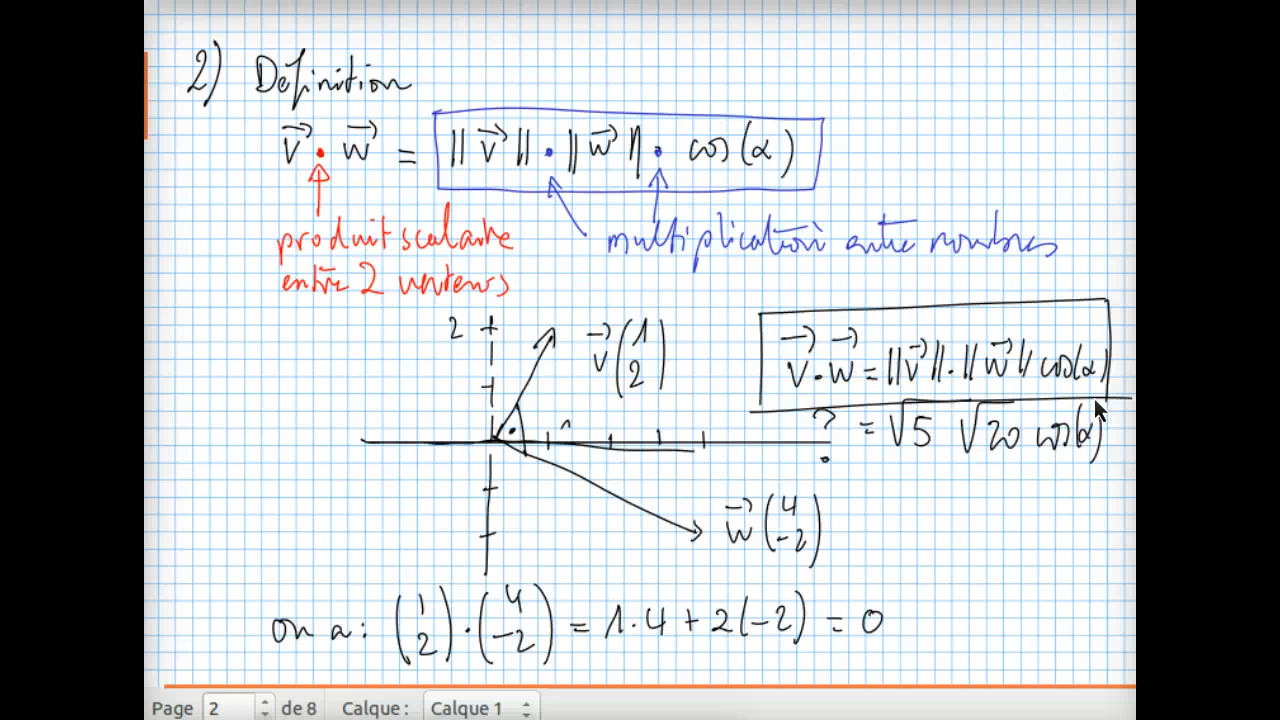 2) Définition
v⃗ • w⃗ = ||v⃗|| • ||w⃗|| • cos(α)
produit scalaire multiplication entre nombres
entre 2 vecteurs
2 v⃗ (1 2) v⃗ • w⃗ = ||v⃗|| • ||w⃗|| cos(α)
? = √5 √20 cos(α)
w⃗ (4 -2)
on a: (1 2) • (4 -2) = 1 • 4 + 2(-2) = 0
Page 2 de 8 Calque : Calque 1